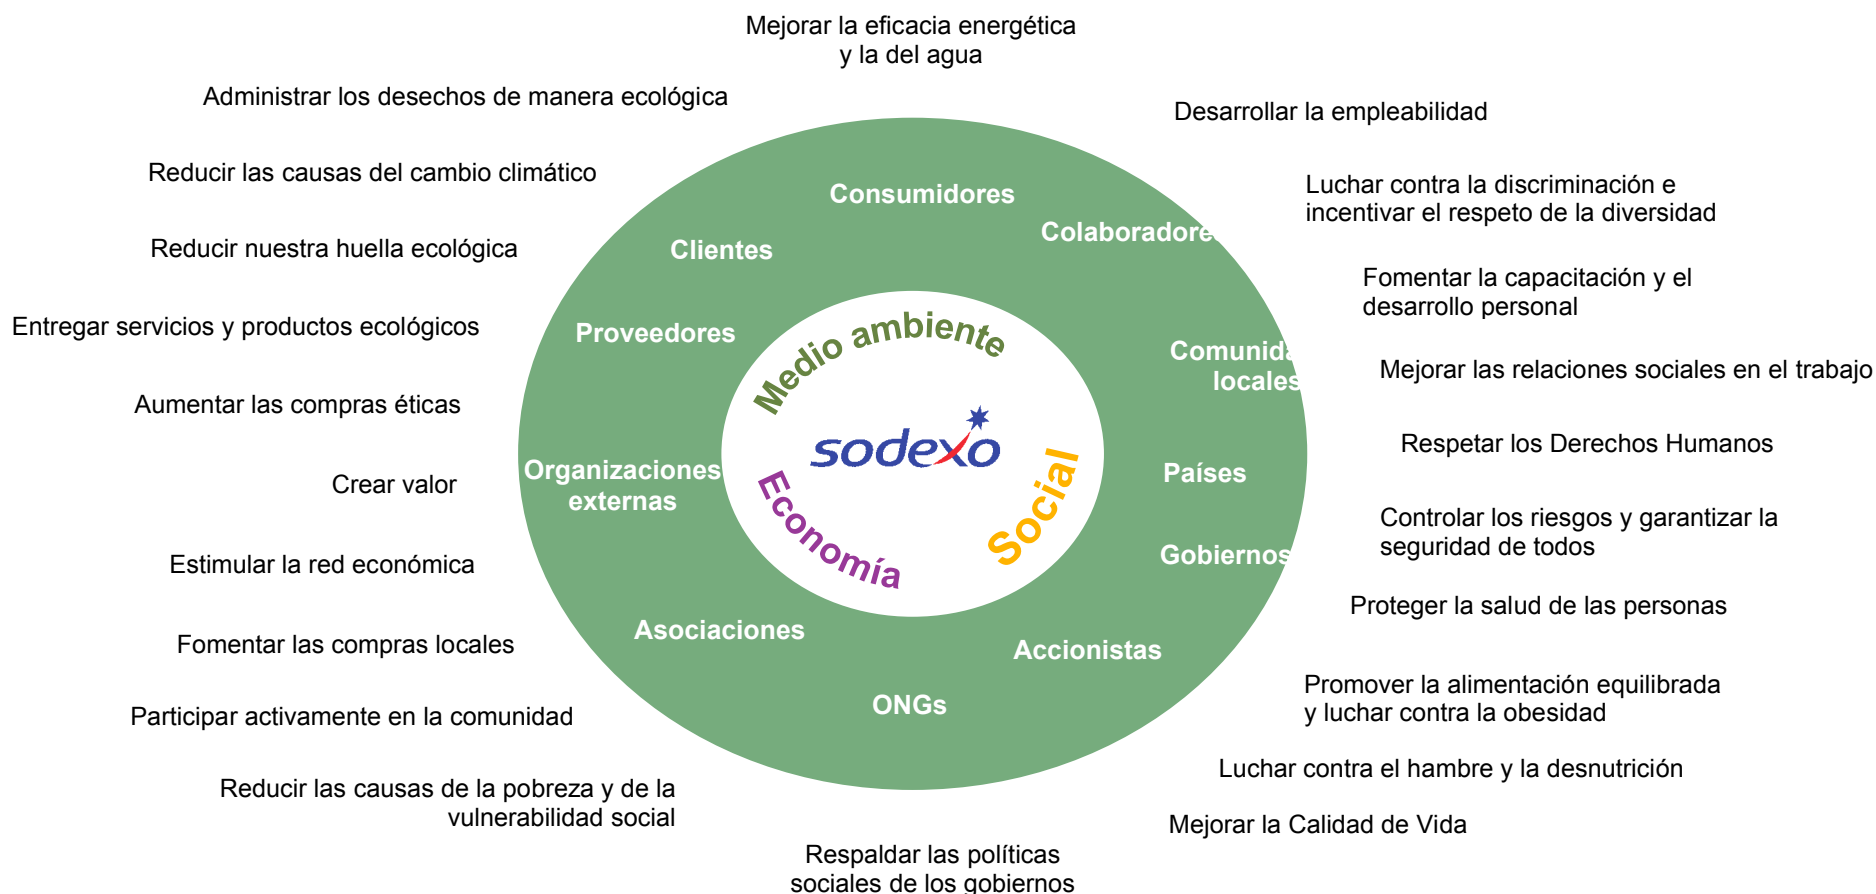 Mejorar la eficacia energética
y la del agua
Administrar los desechos de manera ecológica
Desarrollar la empleabilidad
Reducir las causas del cambio climático
Luchar contra la discriminación e
incentivar el respeto de la diversidad
Reducir nuestra huella ecológica
Fomentar la capacitación y el
desarrollo personal
Entregar servicios y productos ecológicos
Mejorar las relaciones sociales en el trabajo
Aumentar las compras éticas
Respetar los Derechos Humanos
Crear valor
Controlar los riesgos y garantizar la
seguridad de todos
Estimular la red económica
Proteger la salud de las personas
Fomentar las compras locales
Promover la alimentación equilibrada
y luchar contra la obesidad
Participar activamente en la comunidad
Luchar contra el hambre y la desnutrición
Reducir las causas de la pobreza y de la
vulnerabilidad social
Mejorar la Calidad de Vida
Respaldar las políticas
sociales de los gobiernos
Consumidores
Colaboradore
Clientes
Proveedores
Comunida
locales
Organizaciones
externas
Países
Gobiernos
Asociaciones
Accionistas
ONGs
Medio ambiente
sodexo
Economía
Social